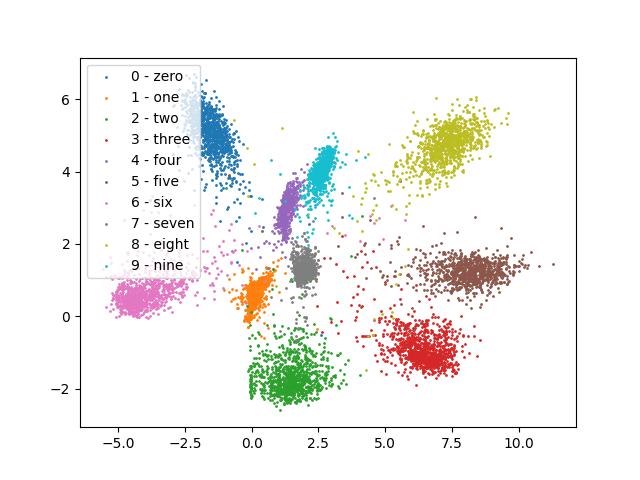 0 - zero
1 - one
2 - two
3 - three
4 - four
5 - five
6 - six
7 - seven
8 - eight
9 - nine
6
4
2
0
−2
−5.0 −2.5 0.0 2.5 5.0 7.5 10.0